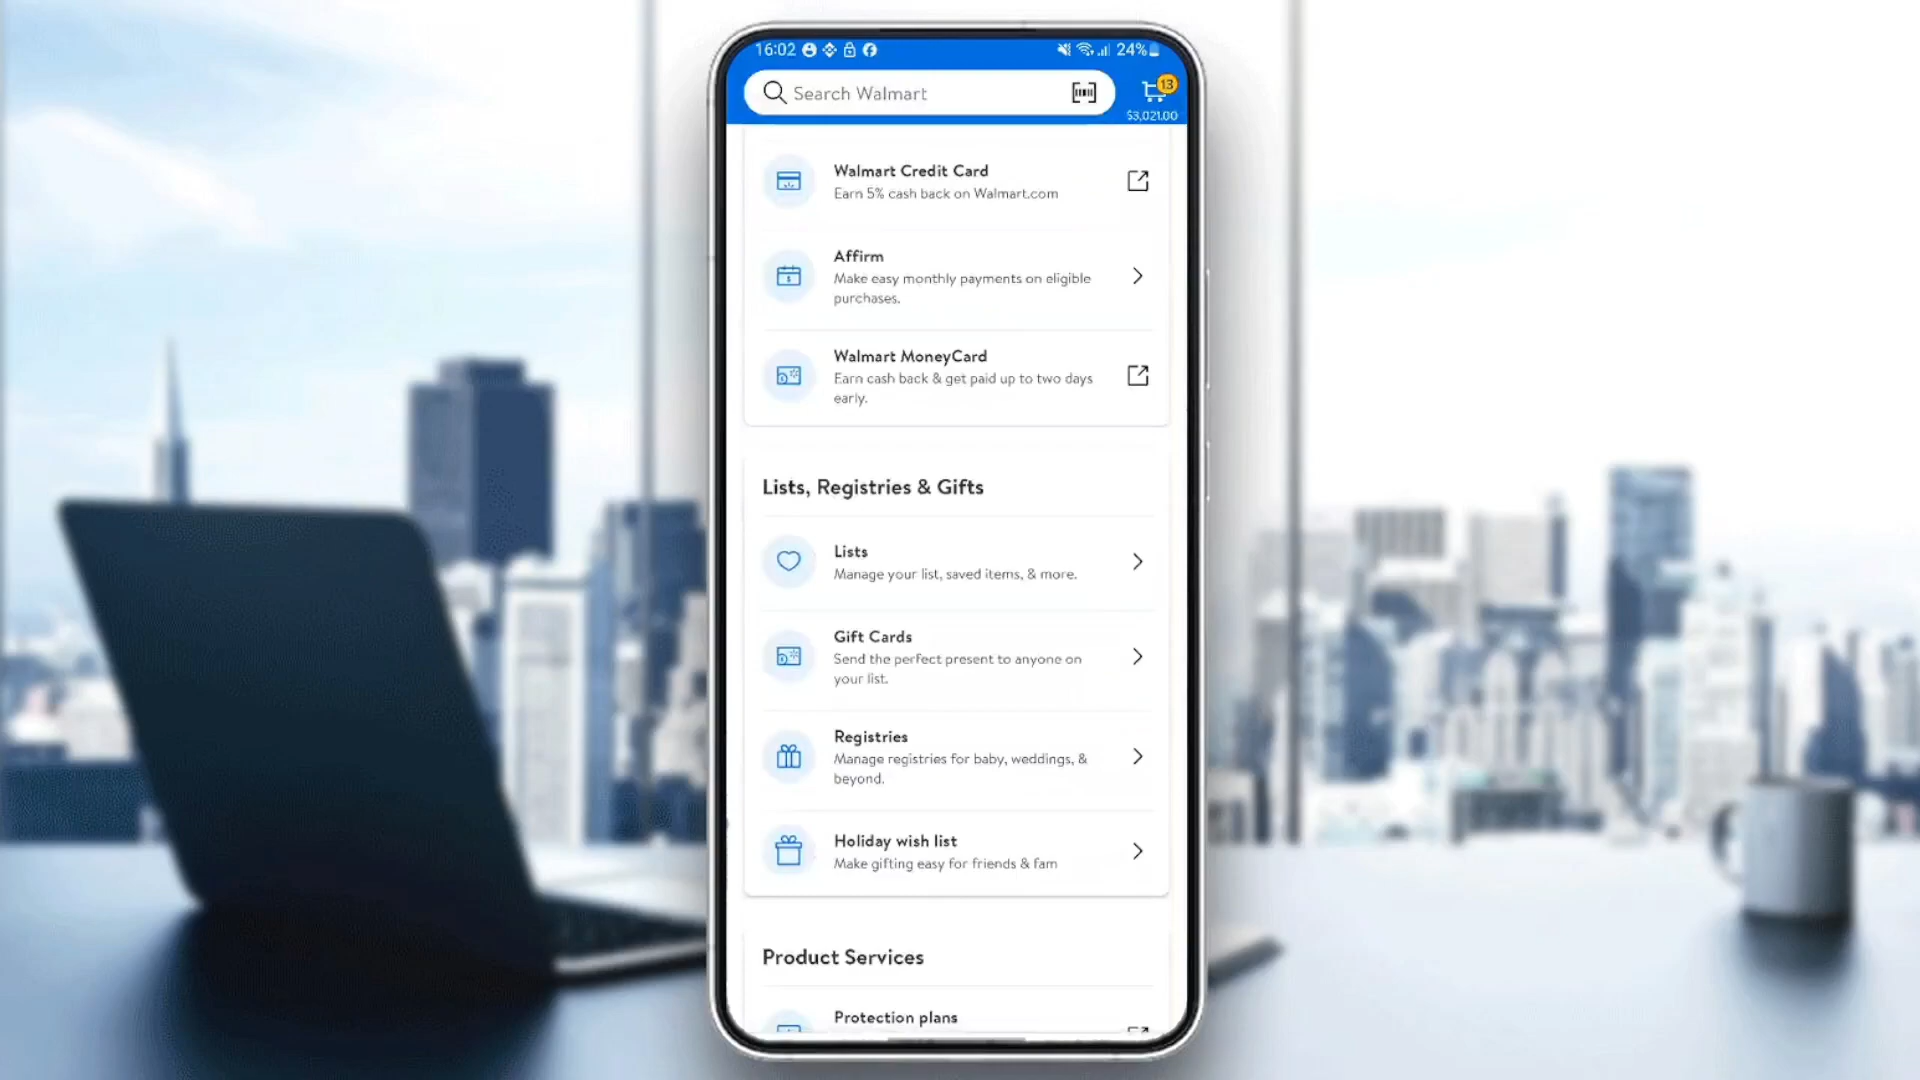 16:02
24%
Search Walmart
13
$3,021.00
Walmart Credit Card
Earn 5% cash back on Walmart.com
Affirm
Make easy monthly payments on eligible
purchases.
Walmart MoneyCard
Earn cash back & get paid up to two days
early.
Lists, Registries & Gifts
Lists
Manage your list, saved items, & more.
Gift Cards
Send the perfect present to anyone on
your list.
Registries
Manage registries for baby, weddings, &
beyond.
Holiday wish list
Make gifting easy for friends & fam
Product Services
Protection plans